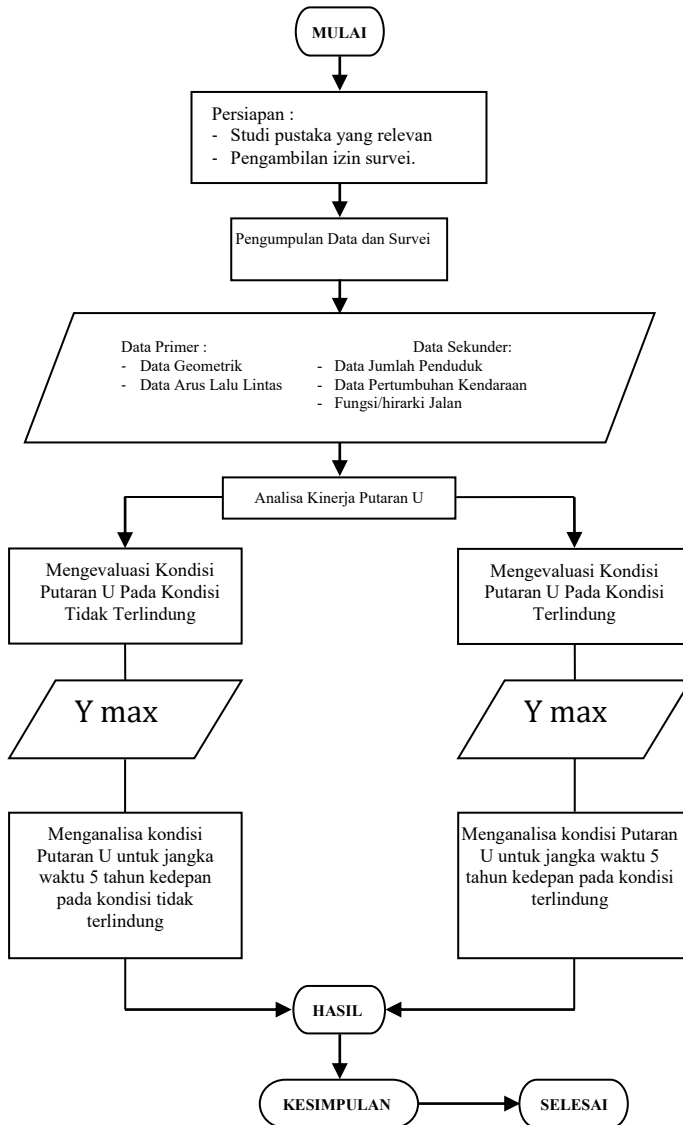 MULAI
Persiapan :
- Studi pustaka yang relevan
- Pengambilan izin survei.
Pengumpulan Data dan Survei
Data Primer :
- Data Geometrik
- Data Arus Lalu Lintas
Data Sekunder:
- Data Jumlah Penduduk
- Data Pertumbuhan Kendaraan
- Fungsi/hirarki Jalan
Analisa Kinerja Putaran U
Mengevaluasi Kondisi
Putaran U Pada Kondisi
Tidak Terlindung
Mengevaluasi Kondisi
Putaran U Pada Kondisi
Terlindung
Y max
Y max
Menganalisa kondisi
Putaran U untuk jangka
waktu 5 tahun kedepan
pada kondisi tidak
terlindung
Menganalisa kondisi Putaran
U untuk jangka waktu 5
tahun kedepan pada kondisi
terlindung
HASIL
KESIMPULAN
SELESAI